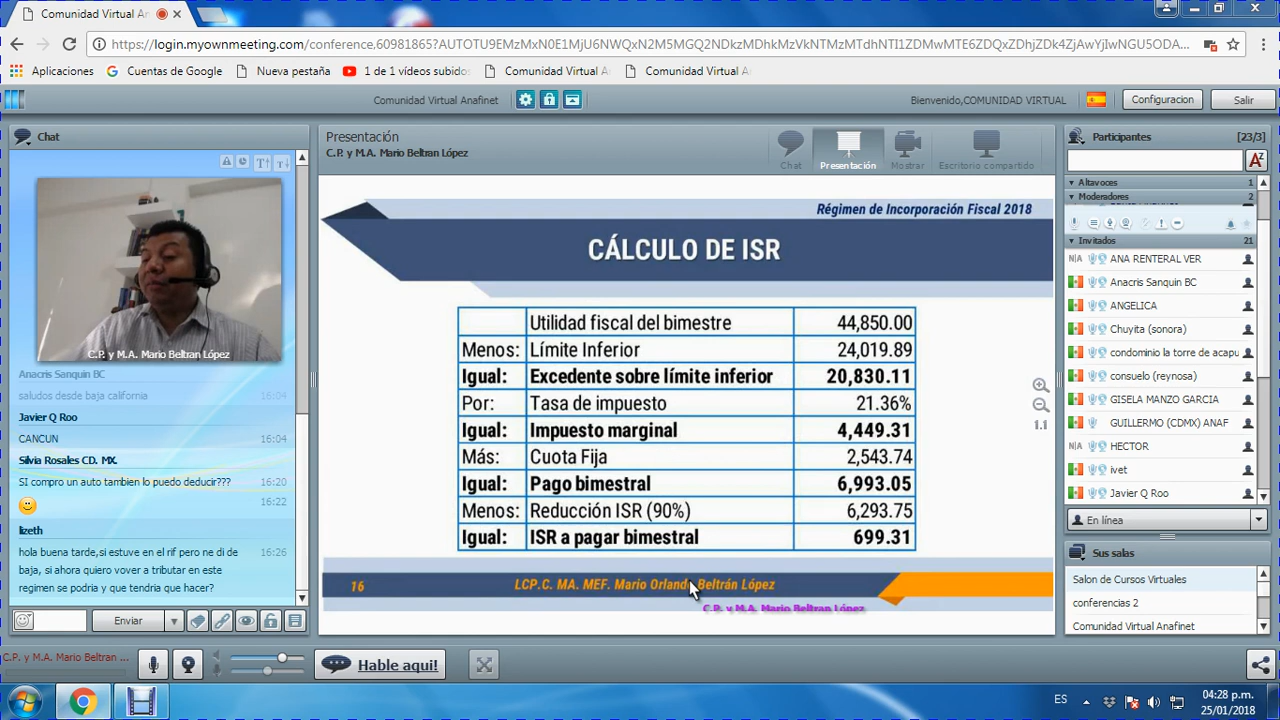 Comunidad Virtual An
https://login.myownmeeting.com/conference,60981865?AUTOTU9EMzMxN0E1MjU6NWQxN2M5MGQ2NDkzMDhkMzVkNTMzMTdhNTI1ZDMwMTE6ZDQxZDhjZDk4ZjAwYjIwNGU5ODA...
Aplicaciones
Cuentas de Google
Nueva pestaña
1 de 1 vídeos subidos
Comunidad Virtual A
Comunidad Virtual A
Comunidad Virtual Anafinet
Bienvenido,COMUNIDAD VIRTUAL
Configuracion
Salir
Chat
C.P. y M.A. Mario Beltran López
Anacris Sanquin BC
saludos desde baja california
16:04
Javier Q Roo
CANCUN
16:04
Silvia Rosales CD. MX.
SI compro un auto tambien lo puedo deducir???
16:20
16:22
lizeth
hola buena tarde,si estuve en el rif pero ne di de
16:26
baja, si ahora quiero ver a tributar en este
regimen se podria y que tendria que hacer?
Enviar
Presentación
C.P. y M.A. Mario Beltran López
Chat
Presentación
Mostrar
Escritorio compartido
Régimen de Incorporación Fiscal 2018
CÁLCULO DE ISR
Utilidad fiscal del bimestre 44,850.00
Menos: Límite Inferior 24,019.89
Igual: Excedente sobre límite inferior 20,830.11
Por: Tasa de impuesto 21.36%
Igual: Impuesto marginal 4,449.31
Más: Cuota Fija 2,543.74
Igual: Pago bimestral 6,993.05
Menos: Reducción ISR (90%) 6,293.75
Igual: ISR a pagar bimestral 699.31
16
LCP.C. MA. MEF. Mario Orlando Beltrán López
C.P. y M.A. Mario Beltran López
1.1
Participantes
[23/3]
Altavoces 1
Moderadores 2
Invitados 21
N/A ANA RENTERAL VER
Anacris Sanquin BC
ANGELICA
Chuyita (sonora)
condominio la torre de acapu
consuelo (reynosa)
GISELA MANZO GARCIA
GUILLERMO (CDMX) ANAF
N/A HECTOR
ivet
Javier Q Roo
En línea
Sus salas
Salon de Cursos Virtuales
conferencias 2
Comunidad Virtual Anafinet
C.P. y M.A. Mario Beltran ...
Hable aqui!
ES
04:28 p.m.
25/01/2018